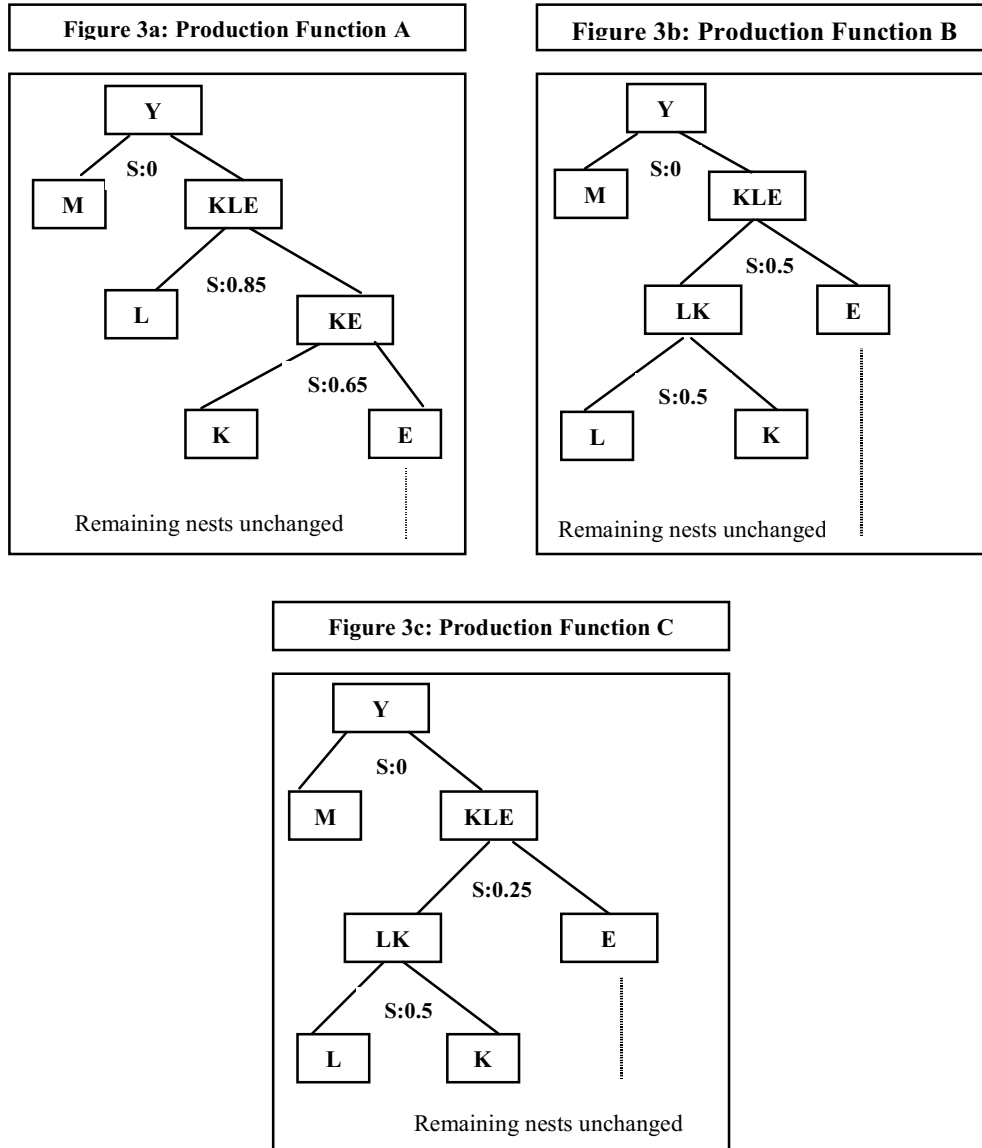 Figure 3a: Production Function A
Y
S:0
M
KLE
S:0.85
L
KE
S:0.65
K
E
Remaining nests unchanged
Figure 3b: Production Function B
Y
S:0
M
KLE
S:0.5
LK
E
S:0.5
L
K
Remaining nests unchanged
Figure 3c: Production Function C
Y
S:0
M
KLE
S:0.25
LK
E
S:0.5
L
K
Remaining nests unchanged